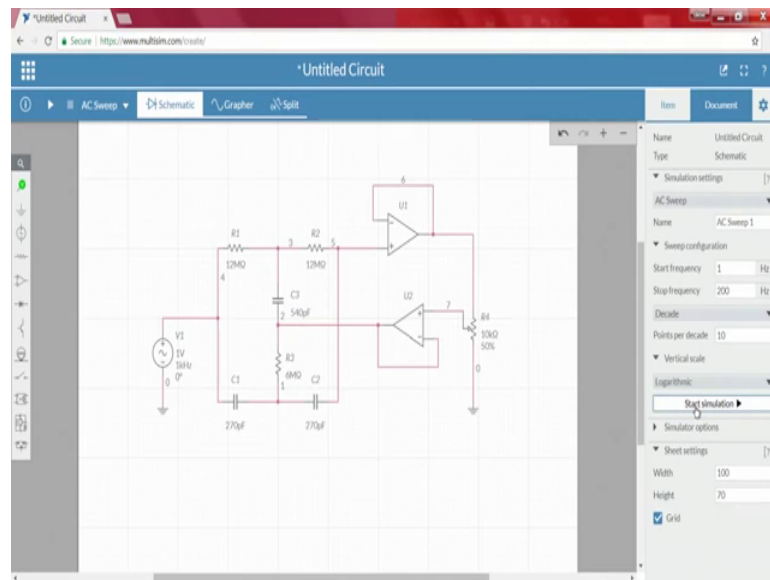 *Untitled Circuit
Secure | https://www.multisim.com/create/
*Untitled Circuit
AC Sweep Schematic Grapher Split
Item Document
Name Untitled Circuit
Type Schematic
Simulation settings [?
AC Sweep
Name AC Sweep 1
Sweep configuration
Start frequency 1 Hz
Stop frequency 200 Hz
Decade
Points per decade 10
Vertical scale
Logarithmic
Start simulation
Simulator options
Sheet settings [?
Width 100
Height 70
Grid
6
U1
R1 R2
3 5
12MΩ 12MΩ
4
C3
540pF
U2
7
2
R4
10kΩ
50%
V1
1V
1kHz
0°
0
R3
6MΩ
0
1
C1 C2
270pF 270pF